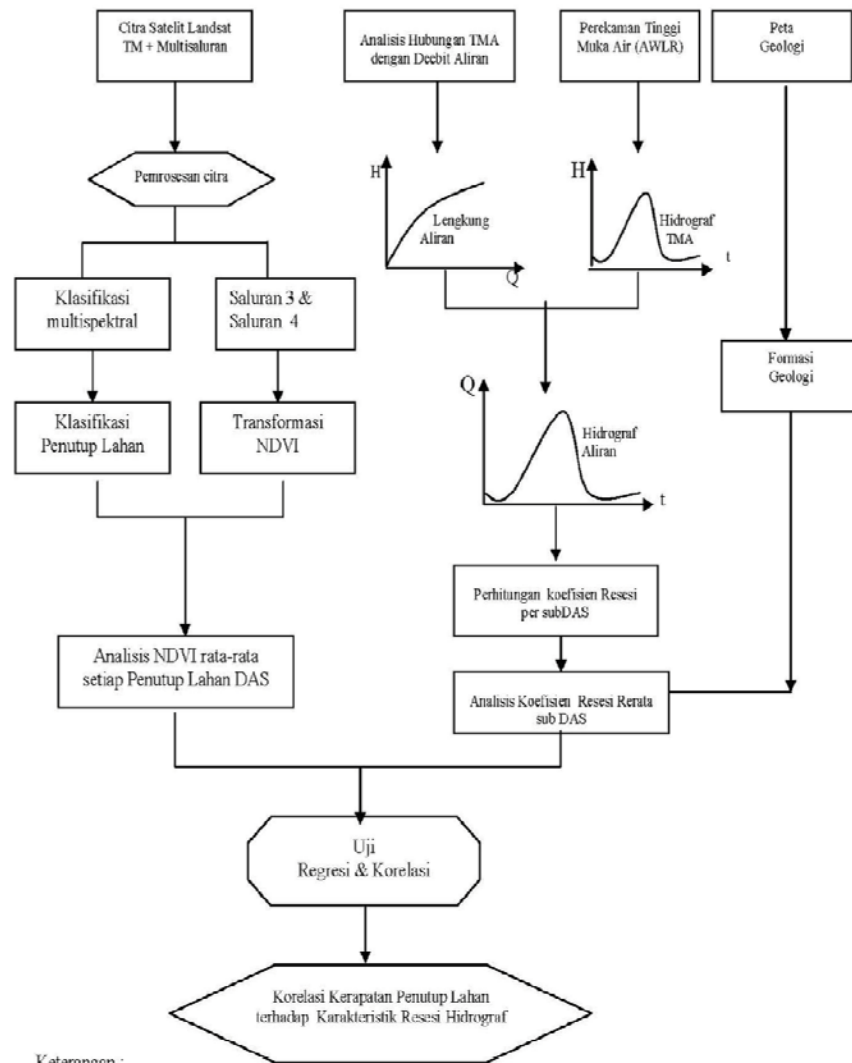 Citra Satelit Landsat
TM + Multisaluran
Analisis Hubungan TMA
dengan Deebit Aliran
Perekaman Tinggi
Muka Air (AWLR)
Peta
Geologi
Pemrosesan citra
H
Lengkung
Aliran
Q
H
Hidrograf
TMA
t
Klasifikasi
multispektral
Saluran 3 &
Saluran 4
Formasi
Geologi
Klasifikasi
Penutup Lahan
Transformasi
NDVI
Q
Hidrograf
Aliran
t
Perhitungan koefisien Resesi
per subDAS
Analisis NDVI rata-rata
setiap Penutup Lahan DAS
Analisis Koefisien Resesi Rerata
sub DAS
Uji
Regresi & Korelasi
Korelasi Kerapatan Penutup Lahan
terhadap Karakteristik Resesi Hidrograf
Keterangan :